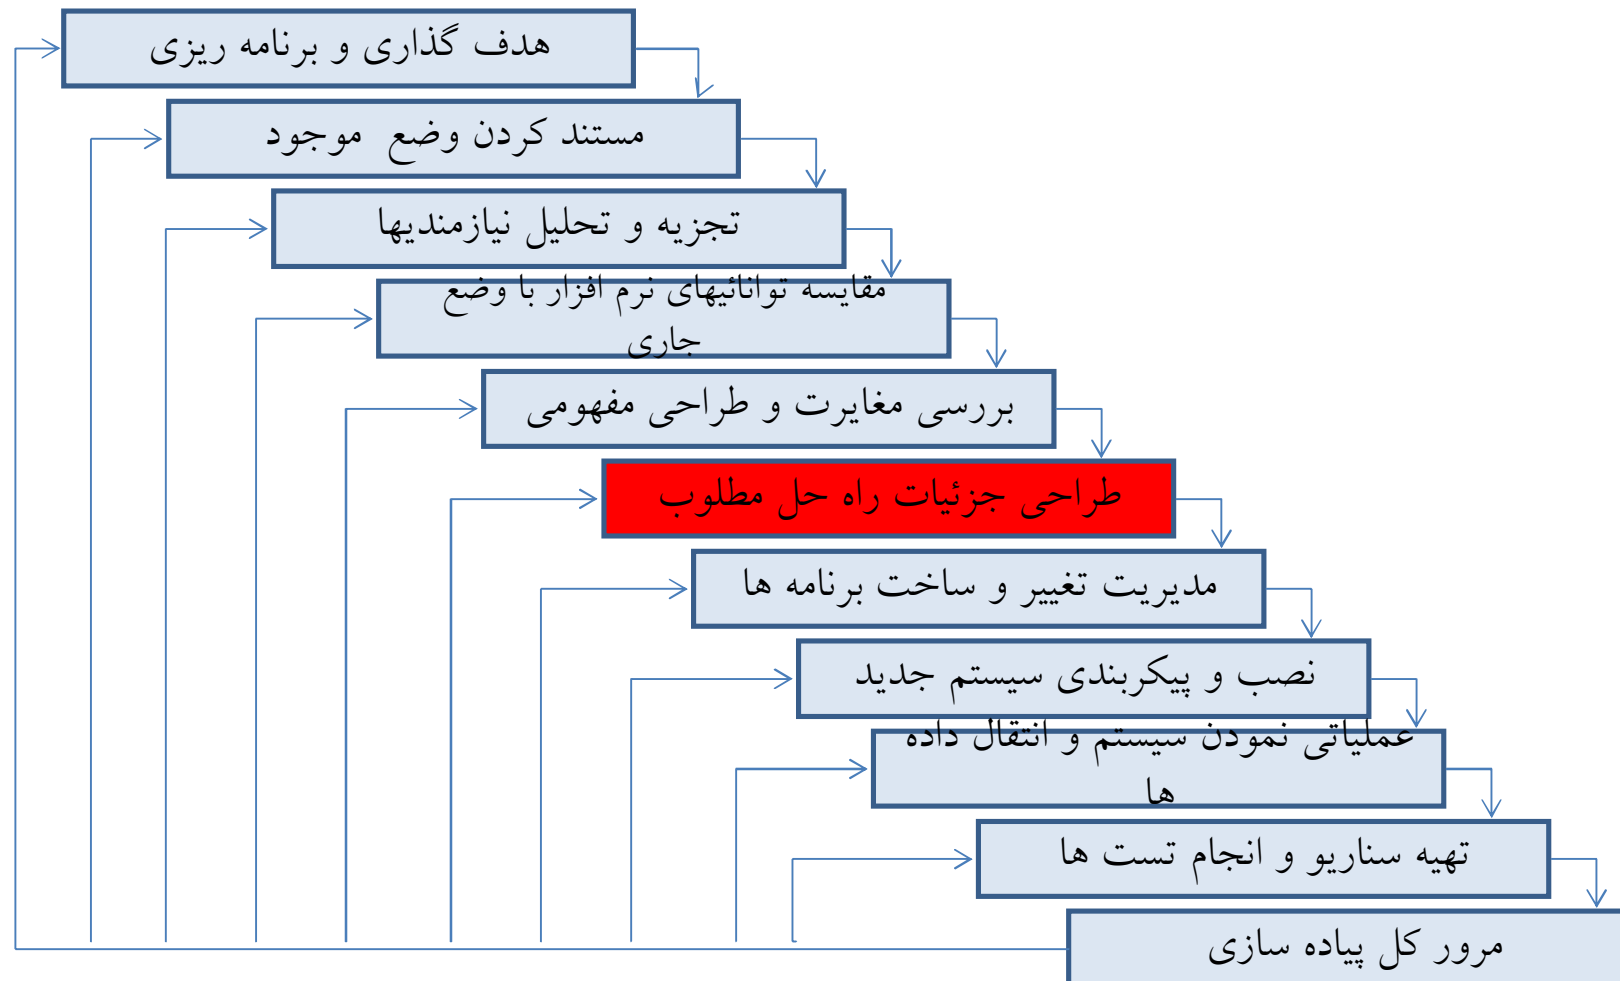 هدف گذاری و برنامه ریزی
مستند کردن وضع موجود
تجزیه و تحلیل نیازمندیها
مقایسه توانائیهای نرم افزار با وضع
جاری
بررسی مغایرت و طراحی مفهومی
طراحی جزئیات راه حل مطلوب
مدیریت تغییر و ساخت برنامه ها
نصب و پیکربندی سیستم جدید
عملیاتی نمودن سیستم و انتقال داده
ها
تهیه سناریو و انجام تست ها
مرور کل پیاده سازی